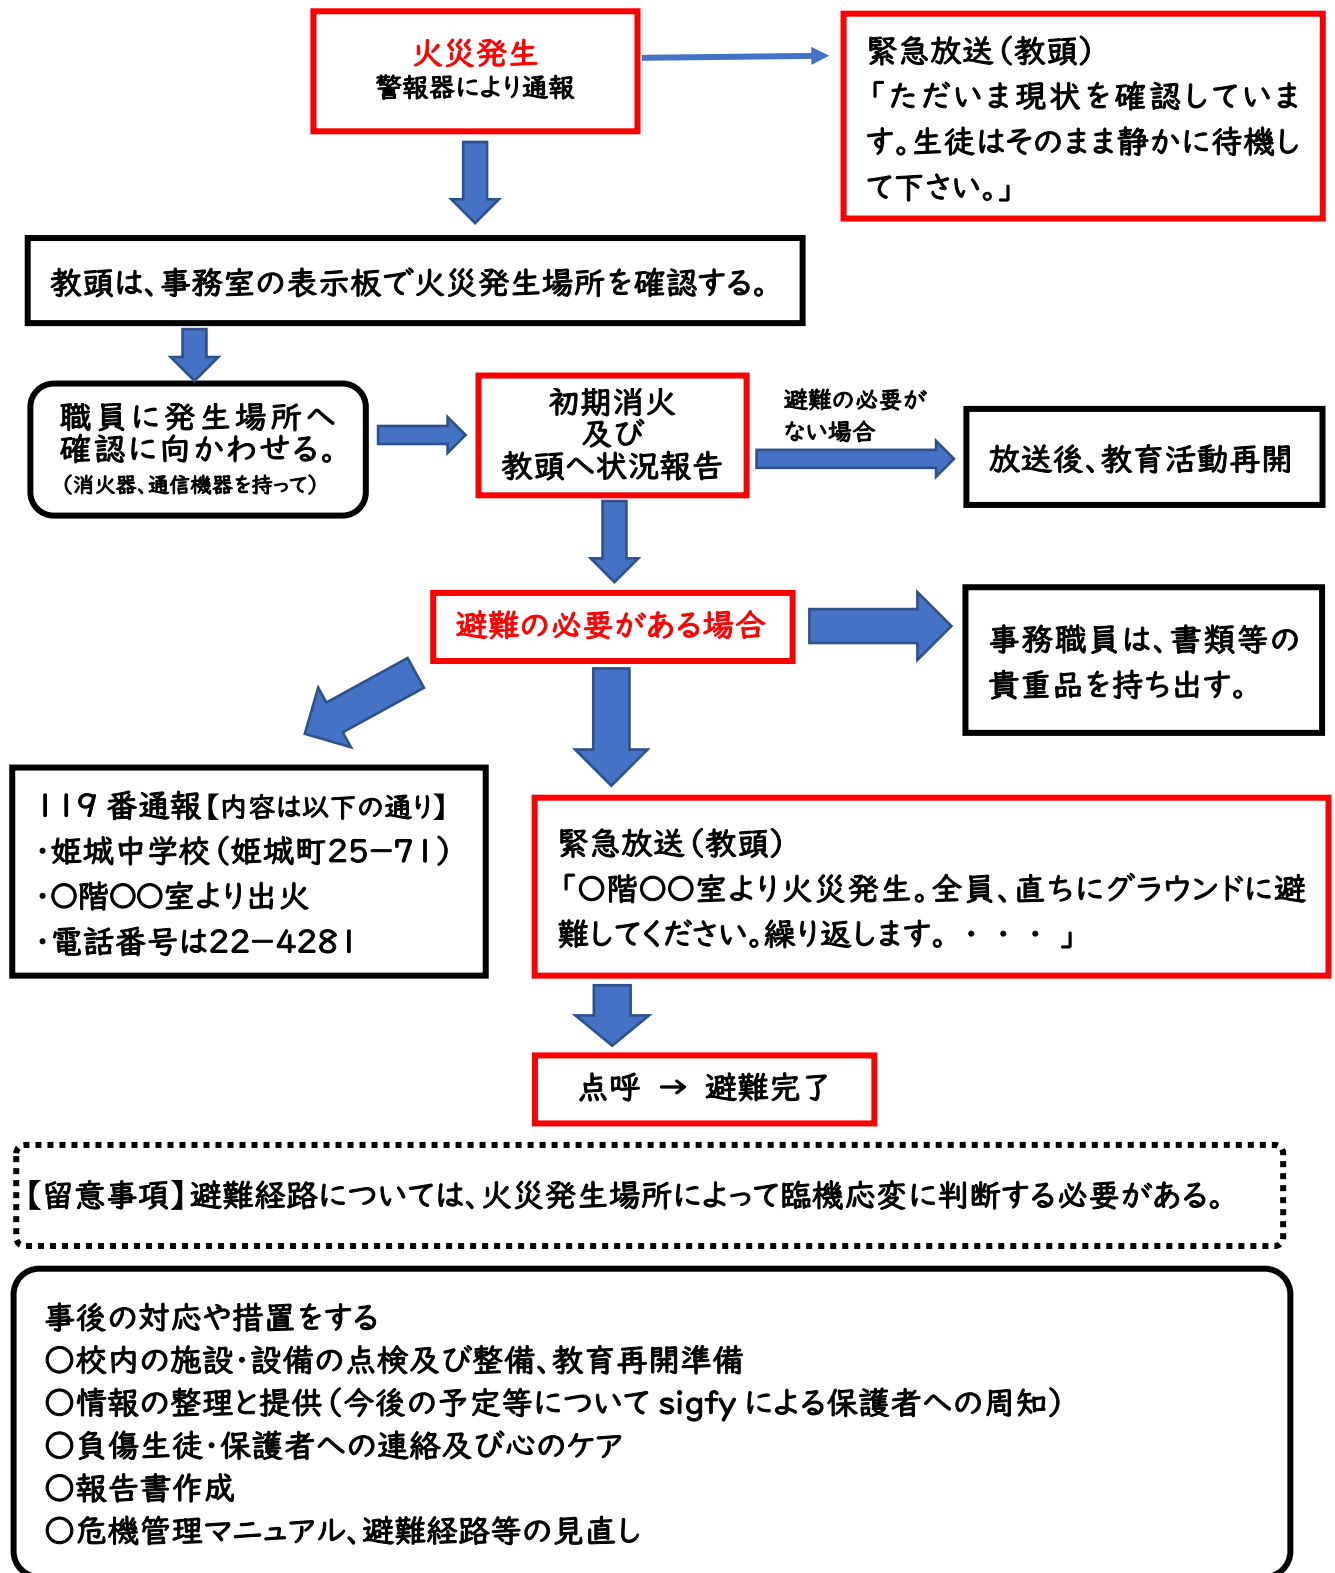 火災発生
警報器により通報
緊急放送（教頭）
「ただいま現状を確認していま
す。生徒はそのまま静かに待機し
て下さい。」
教頭は、事務室の表示板で火災発生場所を確認する。
職員に発生場所へ
確認に向かわせる。
（消火器、通信機器を持って）
初期消火
及び
教頭へ状況報告
避難の必要が
ない場合
放送後、教育活動再開
避難の必要がある場合
事務職員は、書類等の
貴重品を持ち出す。
119番通報【内容は以下の通り】
・姫城中学校（姫城町25－71）
・〇階〇〇室より出火
・電話番号は22－4281
緊急放送（教頭）
「〇階〇〇室より火災発生。全員、直ちにグラウンドに避
難してください。繰り返します。・・・」
点呼 → 避難完了
【留意事項】避難経路については、火災発生場所によって臨機応変に判断する必要がある。
事後の対応や措置をする
〇校内の施設・設備の点検及び整備、教育再開準備
〇情報の整理と提供（今後の予定等について sigfy による保護者への周知）
〇負傷生徒・保護者への連絡及び心のケア
〇報告書作成
〇危機管理マニュアル、避難経路等の見直し